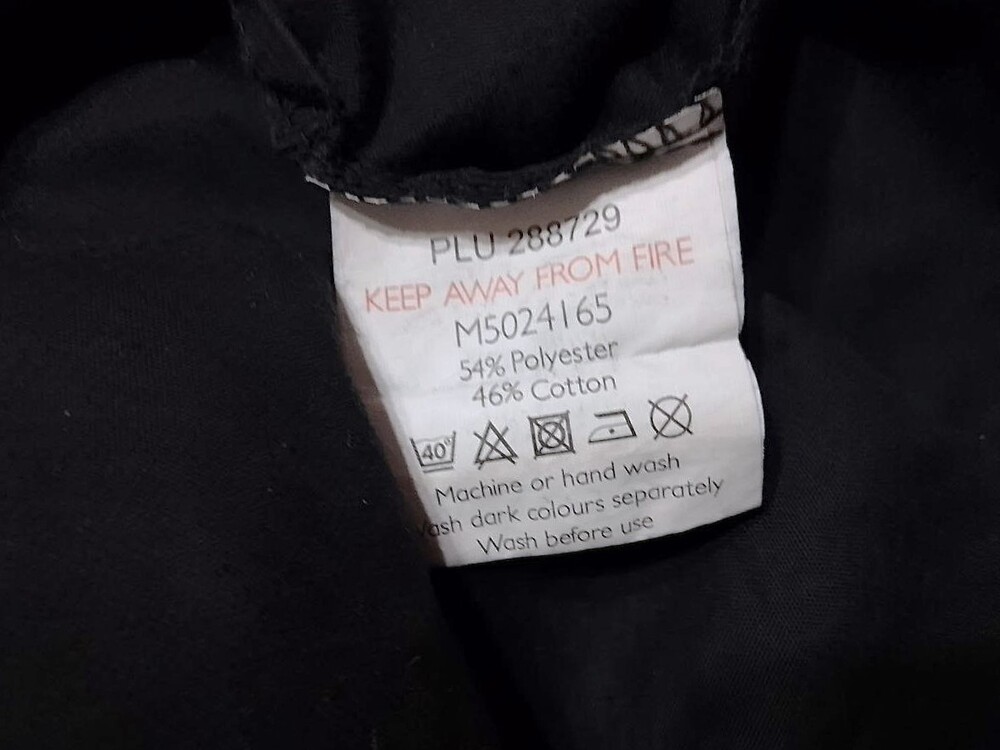 PLU 288729
KEEP AWAY FROM FIRE
M5024165
54% Polyester
46% Cotton
40°
Machine or hand wash
Wash dark colours separately
Wash before use